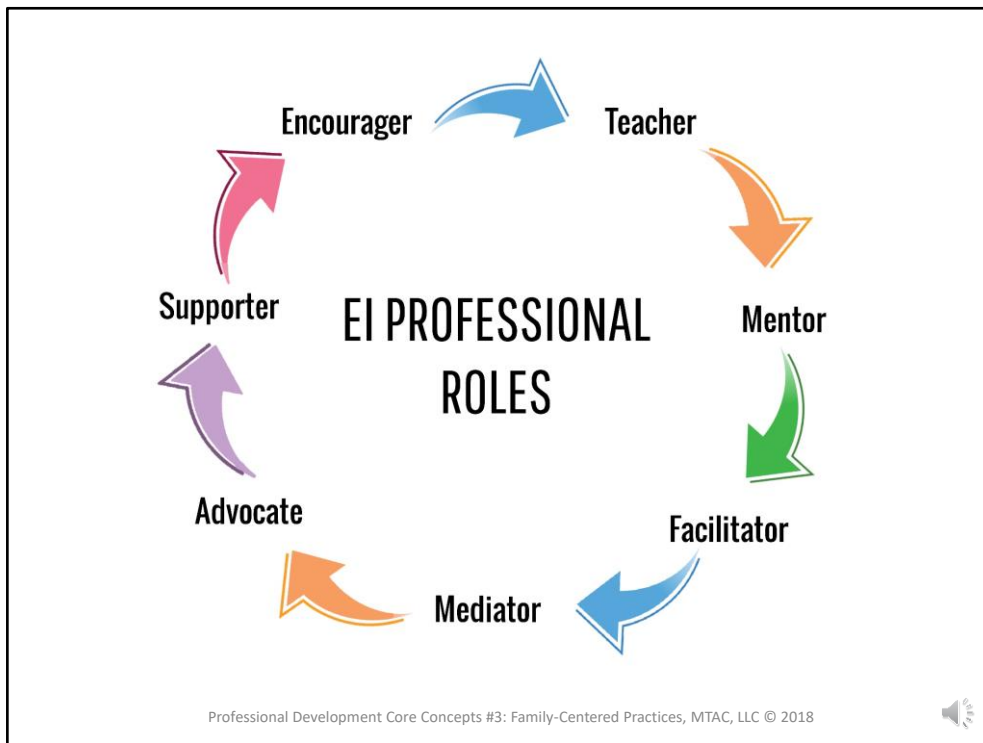 Encourager
Teacher
Supporter
EI PROFESSIONAL
ROLES
Mentor
Advocate
Facilitator
Mediator
Professional Development Core Concepts #3: Family-Centered Practices, MTAC, LLC © 2018